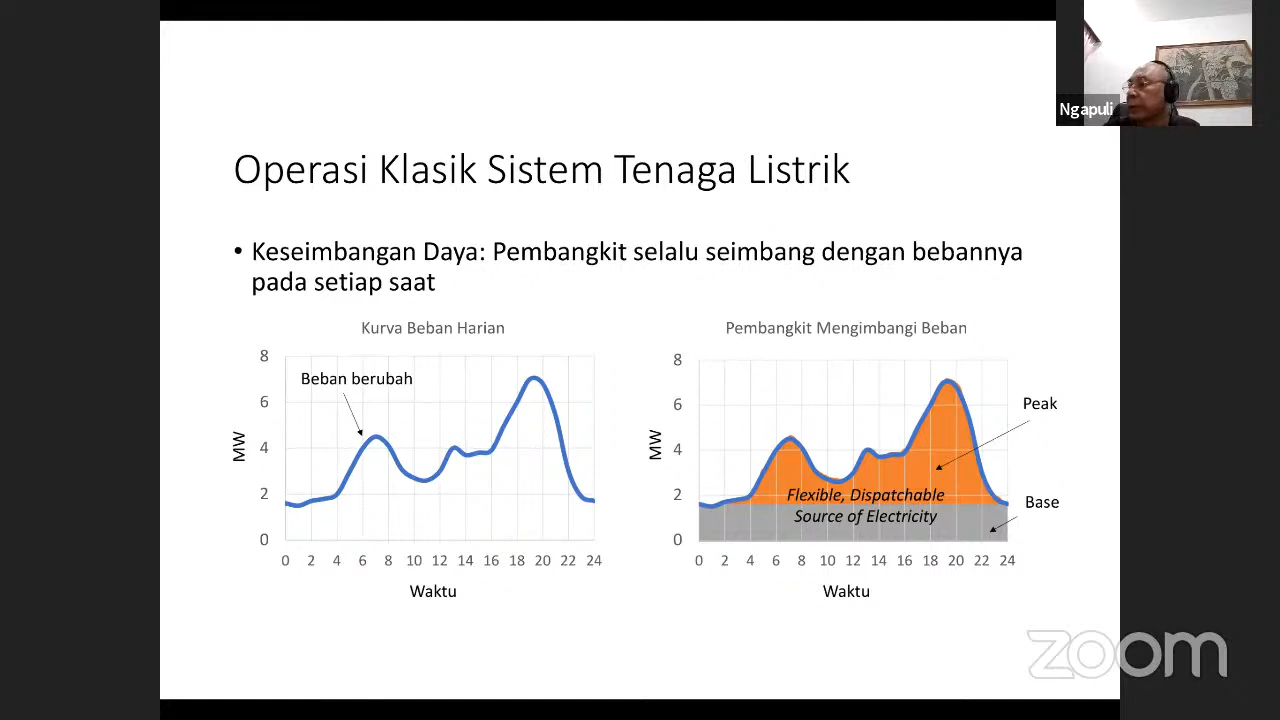 Ngapuli
Operasi Klasik Sistem Tenaga Listrik
• Keseimbangan Daya: Pembangkit selalu seimbang dengan bebannya
pada setiap saat
Kurva Beban Harian
8
6
4
2
0
MW
Beban berubah
0 2 4 6 8 10 12 14 16 18 20 22 24
Waktu
Pembangkit Mengimbangi Beban
8
6
4
2
0
MW
Peak
Base
Flexible, Dispatchable
Source of Electricity
0 2 4 6 8 10 12 14 16 18 20 22 24
Waktu
zoom